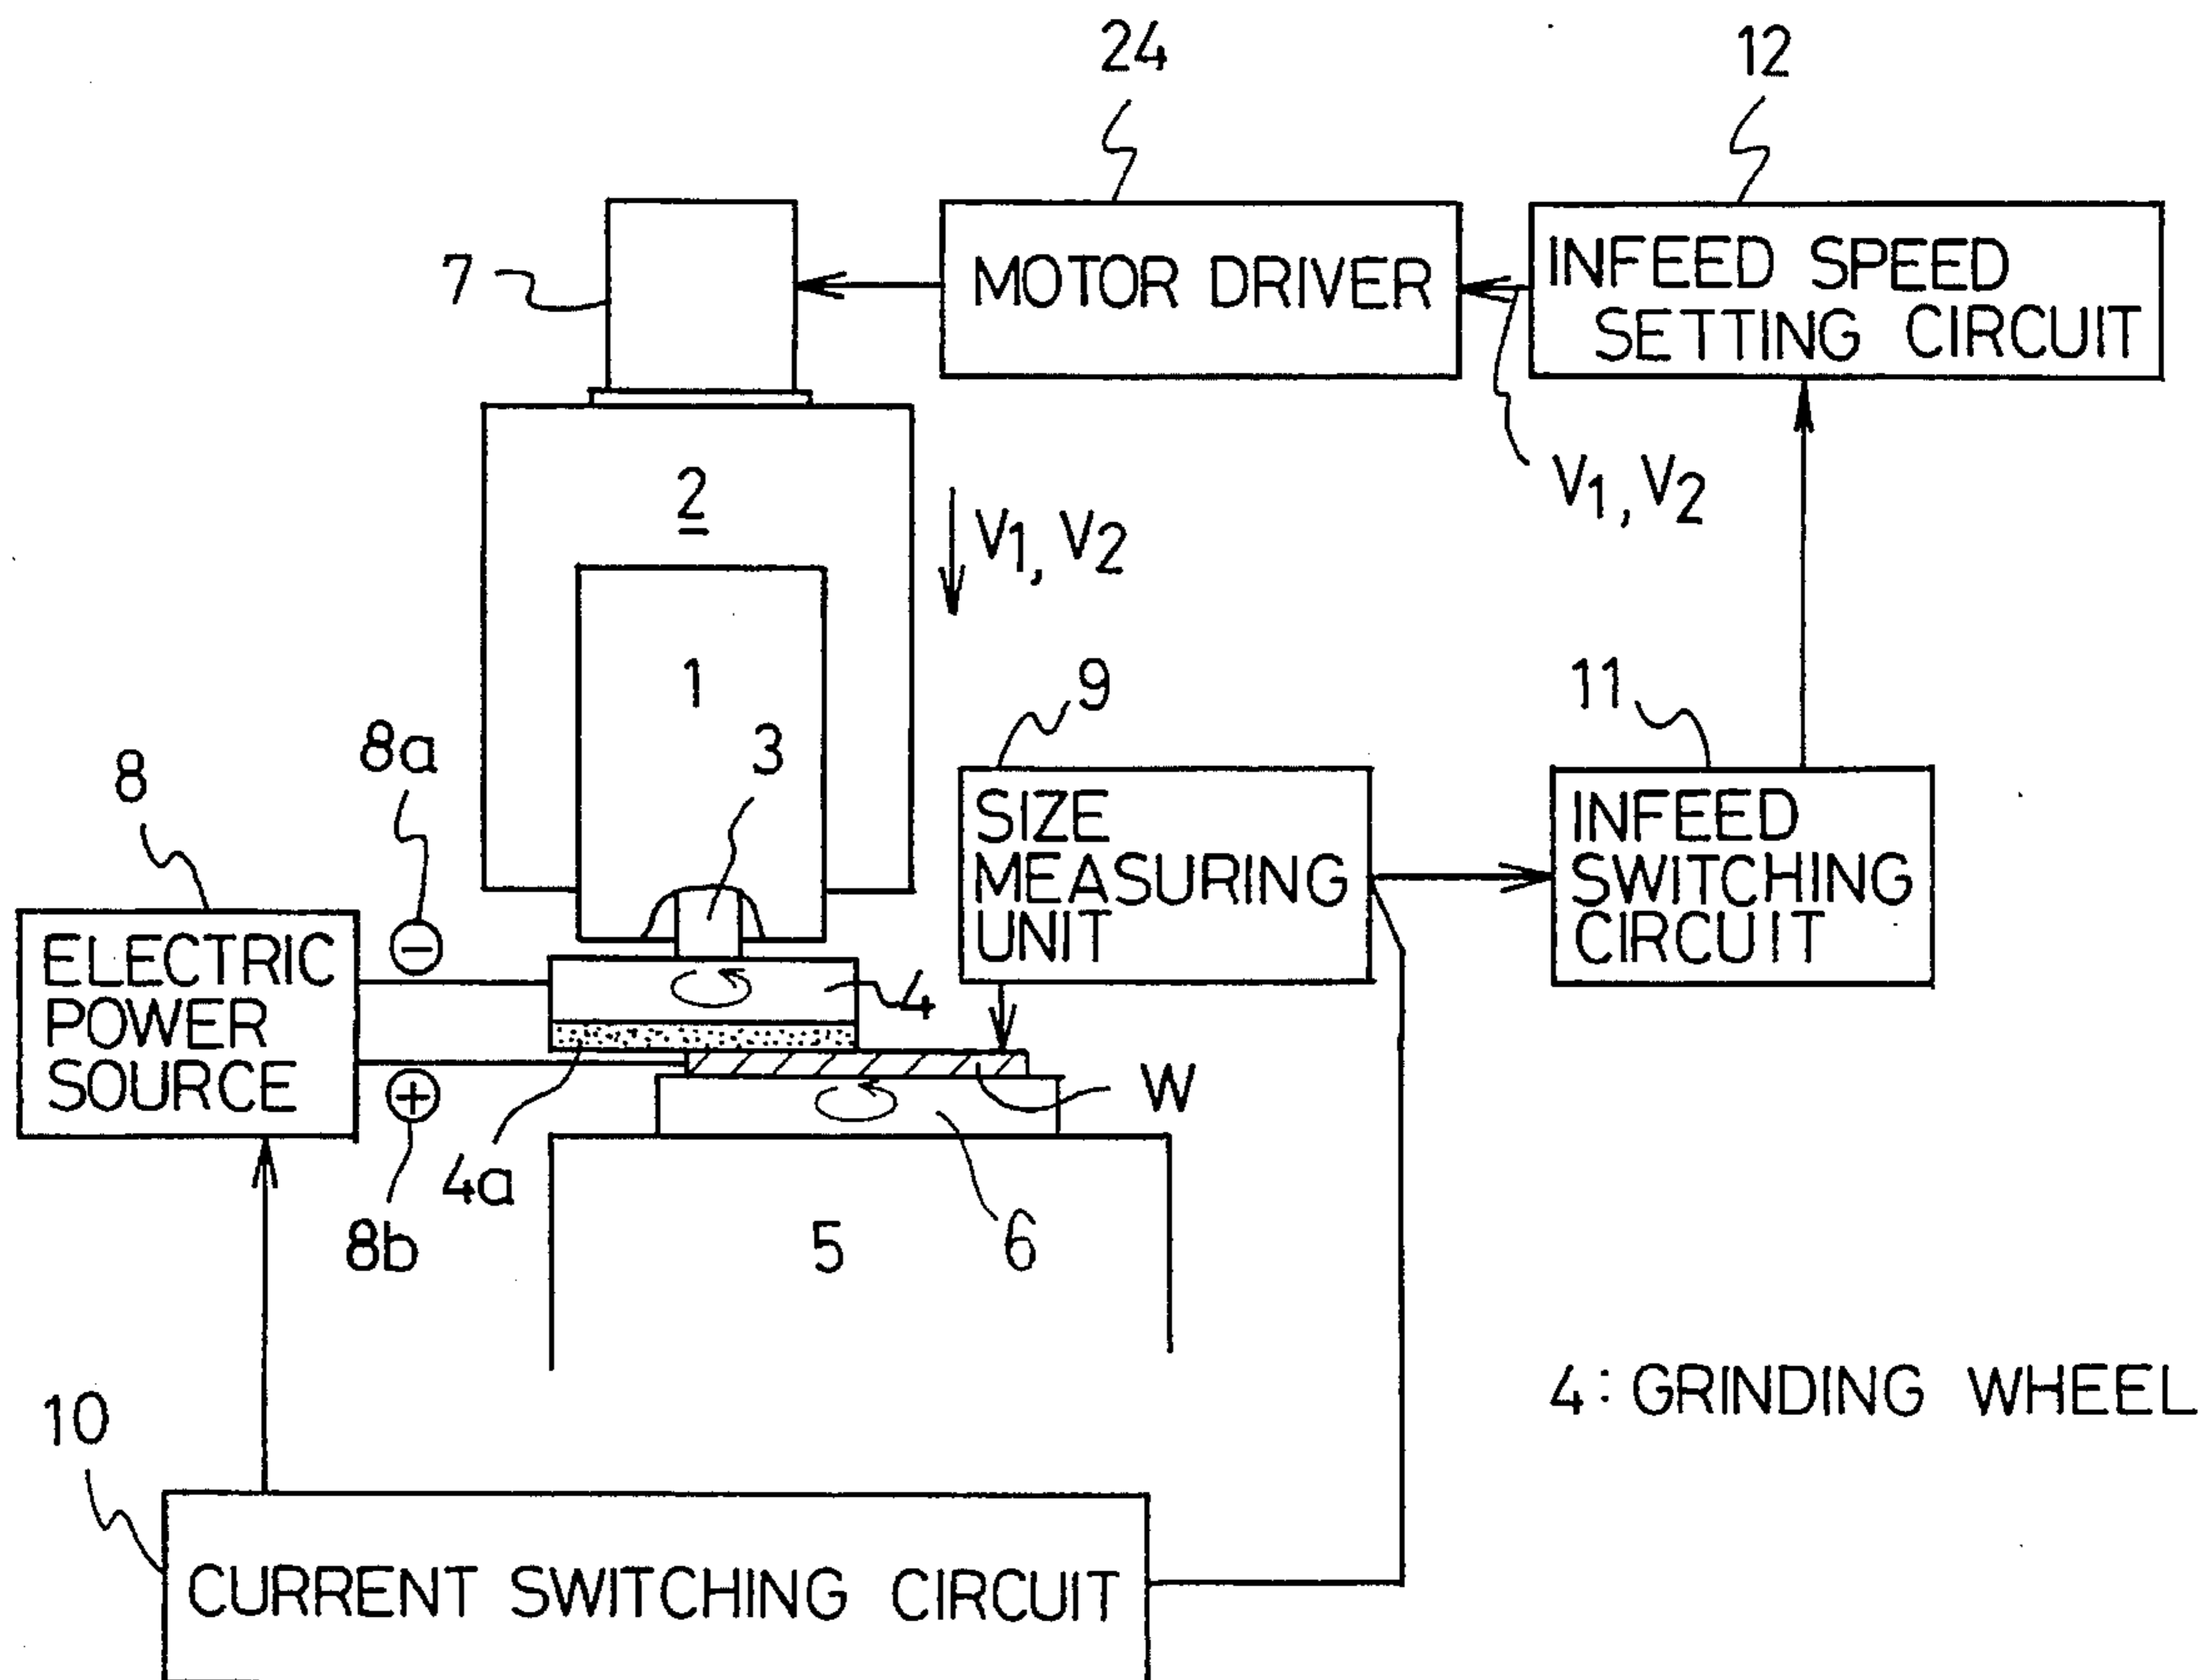 24
12
7
MOTOR DRIVER
INFEED SPEED
SETTING CIRCUIT
2
V1, V2
V1, V2
1
3
9
11
8
8a
SIZE
MEASURING
UNIT
INFEED
SWITCHING
CIRCUIT
ELECTRIC
POWER
SOURCE
−
4
+
W
4a
8b
5
6
4: GRINDING WHEEL
10
CURRENT SWITCHING CIRCUIT